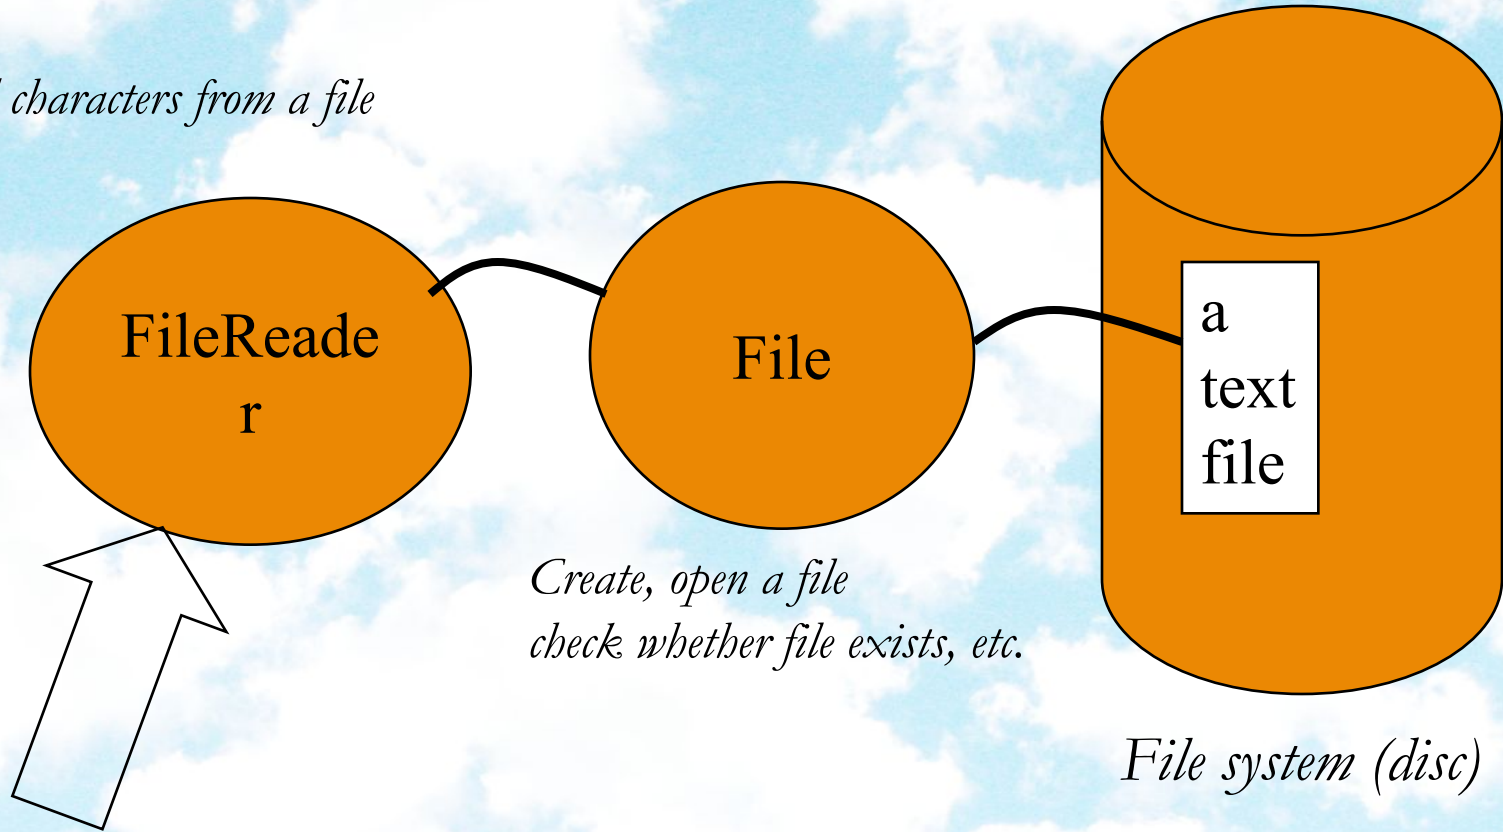 characters from a file
FileReade
r
File
a
text
file
Create, open a file
check whether file exists, etc.
File system (disc)